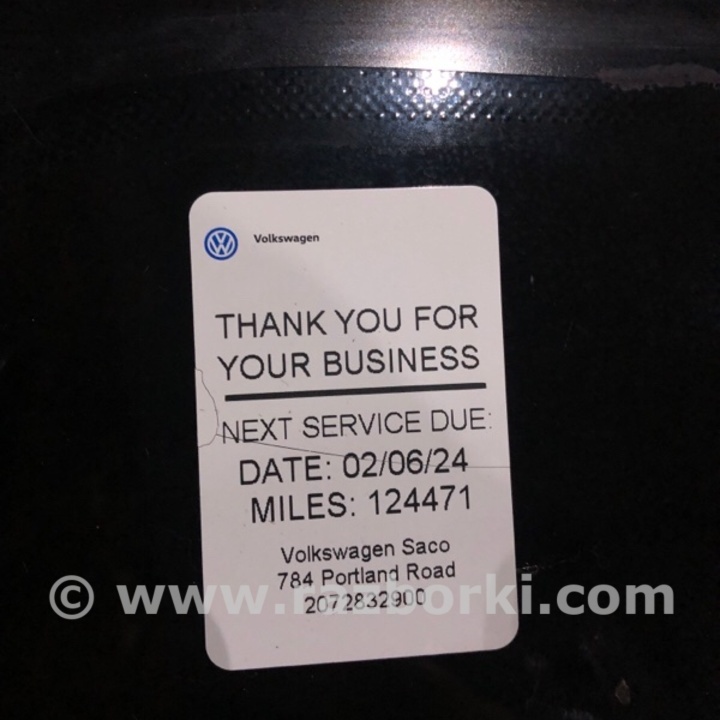 Volkswagen
THANK YOU FOR
YOUR BUSINESS
NEXT SERVICE DUE:
DATE: 02/06/24
MILES: 124471
Volkswagen Saco
784 Portland Road
2072832900
© www.razborki.com